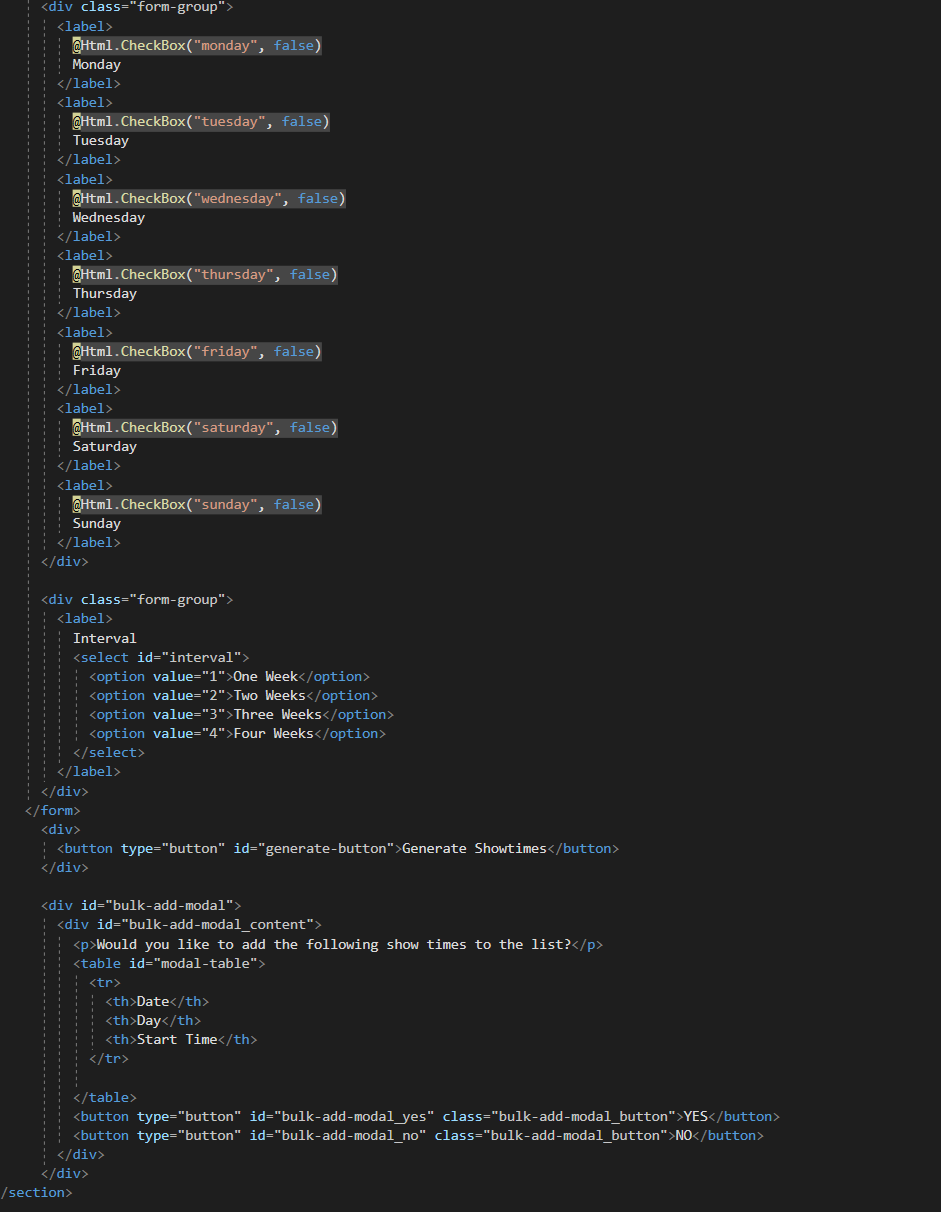 <div class="form-group">
<label>
@Html.CheckBox("monday", false)
Monday
</label>
<label>
@Html.CheckBox("tuesday", false)
Tuesday
</label>
<label>
@Html.CheckBox("wednesday", false)
Wednesday
</label>
<label>
@Html.CheckBox("thursday", false)
Thursday
</label>
<label>
@Html.CheckBox("friday", false)
Friday
</label>
<label>
@Html.CheckBox("saturday", false)
Saturday
</label>
<label>
@Html.CheckBox("sunday", false)
Sunday
</label>
</div>
<div class="form-group">
<label>
Interval
<select id="interval">
<option value="1">One Week</option>
<option value="2">Two Weeks</option>
<option value="3">Three Weeks</option>
<option value="4">Four Weeks</option>
</select>
</label>
</div>
</form>
<div>
<button type="button" id="generate-button">Generate Showtimes</button>
</div>
<div id="bulk-add-modal">
<div id="bulk-add-modal_content">
<p>Would you like to add the following show times to the list?</p>
<table id="modal-table">
<tr>
<th>Date</th>
<th>Day</th>
<th>Start Time</th>
</tr>
</table>
<button type="button" id="bulk-add-modal_yes" class="bulk-add-modal_button">YES</button>
<button type="button" id="bulk-add-modal_no" class="bulk-add-modal_button">NO</button>
</div>
</div>
/section>